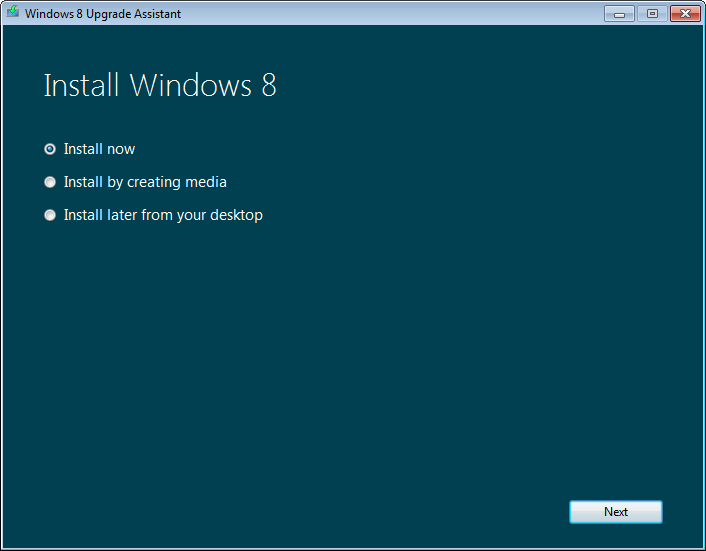 Windows 8 Upgrade Assistant
Install Windows 8
Install now
Install by creating media
Install later from your desktop
Next